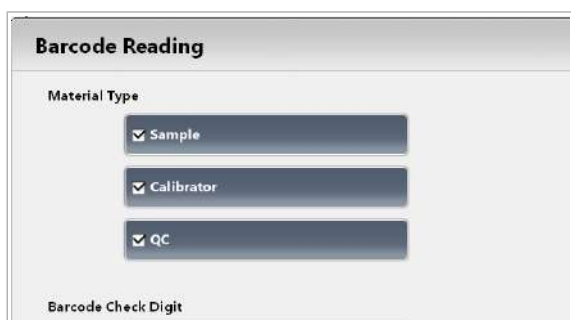 Barcode Reading
Material Type
Sample
Calibrator
QC
Barcode Check Digit